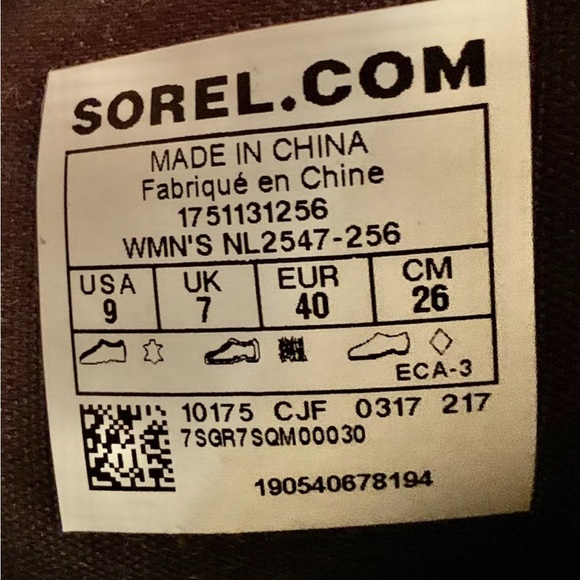 SOREL.COM
MADE IN CHINA
Fabriqué en Chine
1751131256
WMN'S NL2547-256
USA UK EUR CM
9 7 40 26
ECA-3
10175 CJF 0317 217
7SGR7SQM00030
190540678194